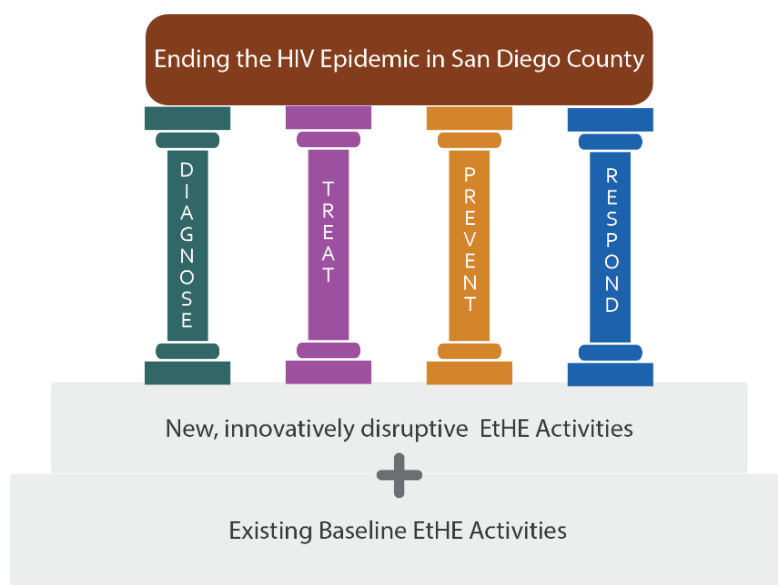 Ending the HIV Epidemic in San Diego County
DIAGNOSE
TREAT
PREVENT
RESPOND
New, innovatively disruptive EtHE Activities
+
Existing Baseline EtHE Activities